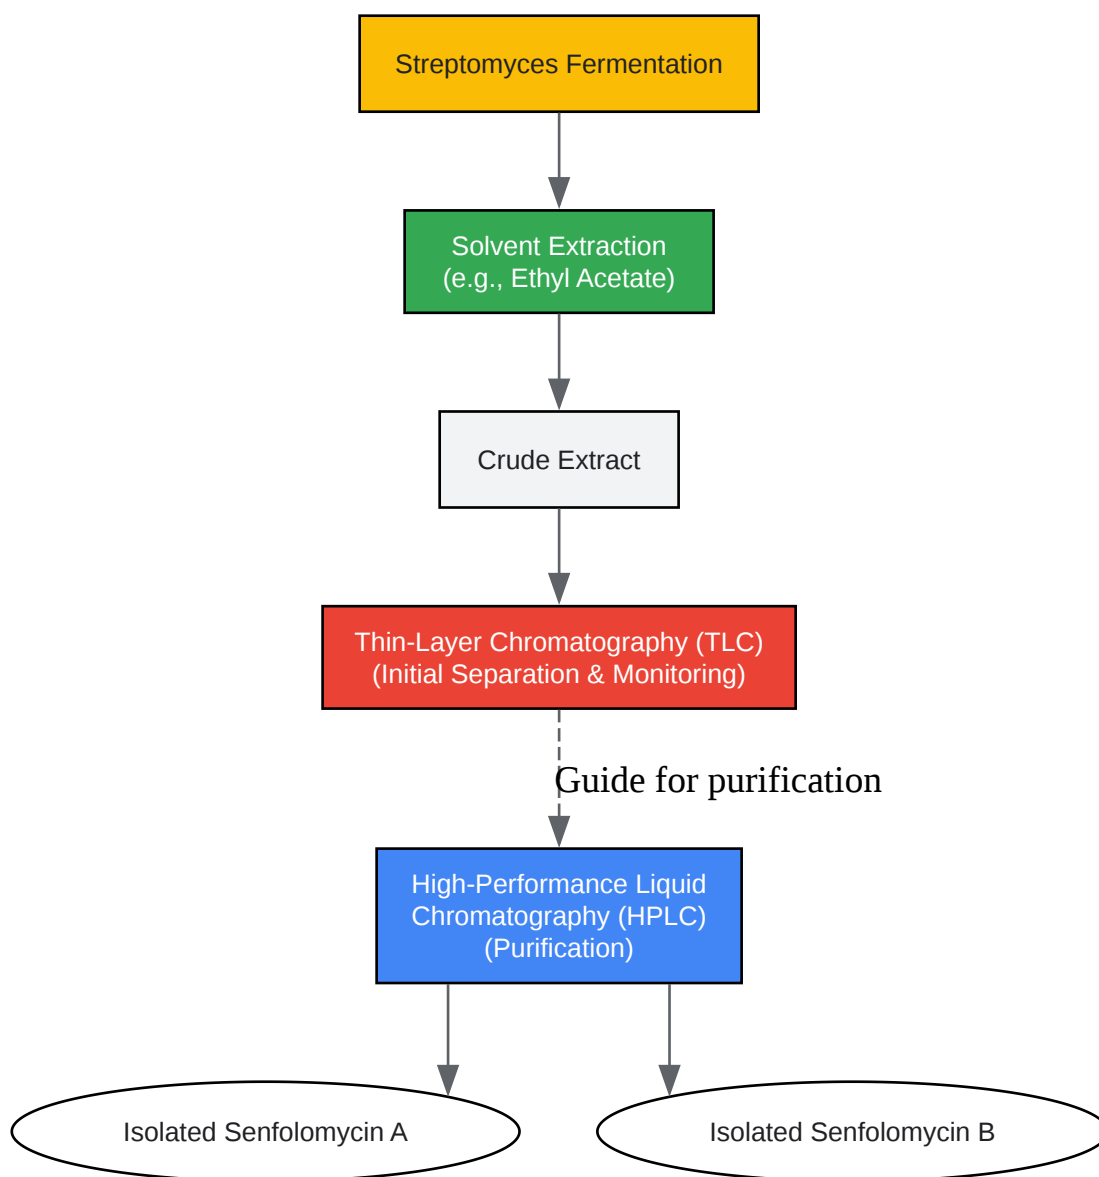 Streptomyces Fermentation
Solvent Extraction
(e.g., Ethyl Acetate)
Crude Extract
Thin-Layer Chromatography (TLC)
(Initial Separation & Monitoring)
Guide for purification
High-Performance Liquid
Chromatography (HPLC)
(Purification)
Isolated Senfolomycin A
Isolated Senfolomycin B